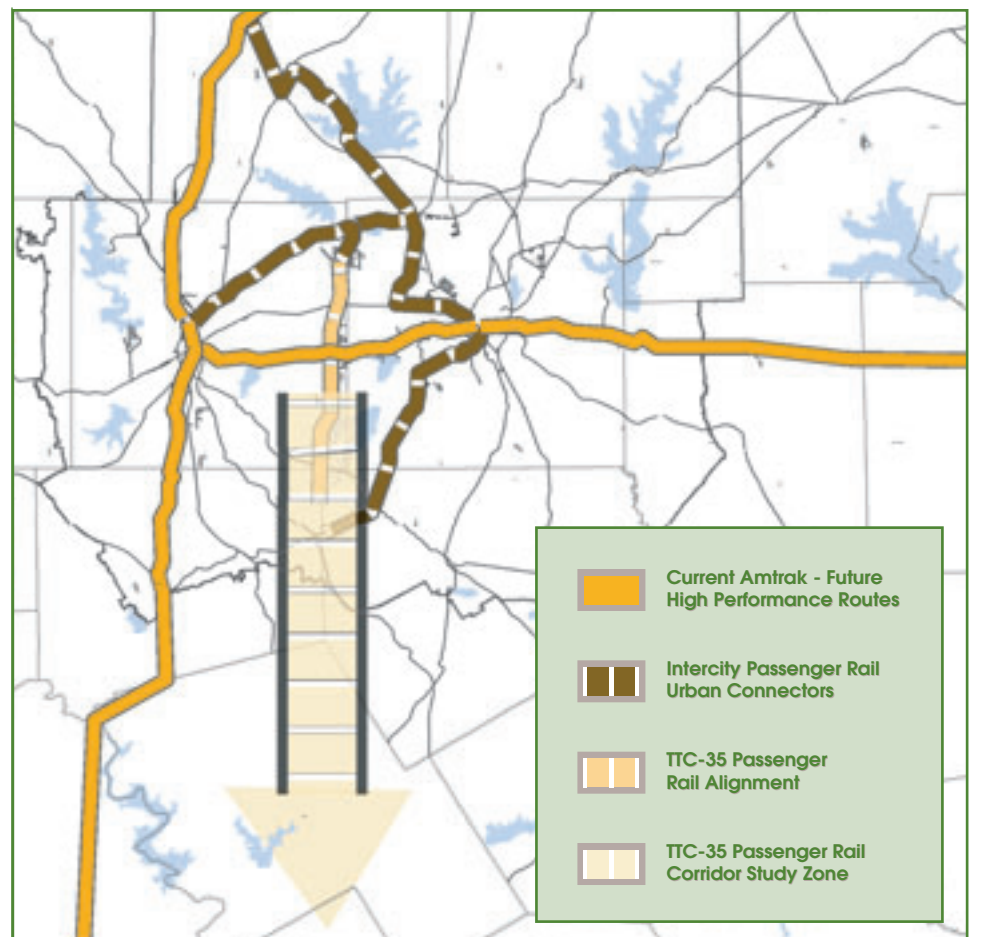 Current Amtrak - Future
High Performance Routes
Intercity Passenger Rail
Urban Connectors
TTC-35 Passenger
Rail Alignment
TTC-35 Passenger Rail
Corridor Study Zone